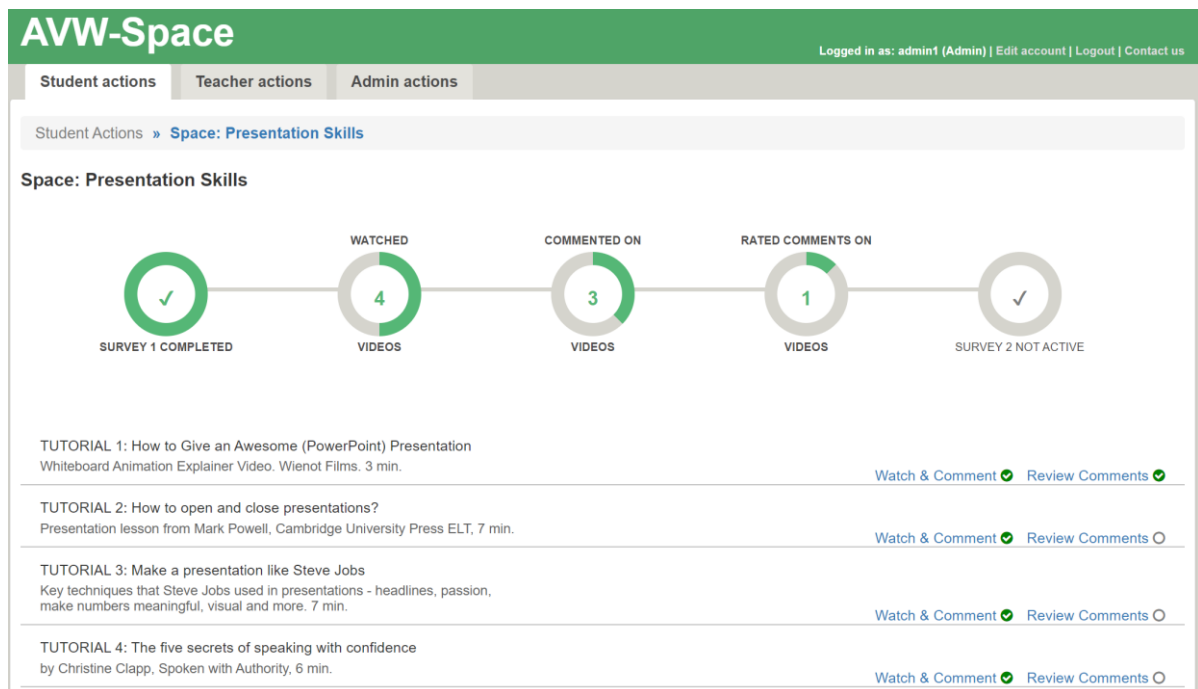 AVW-Space
Logged in as: admin1 (Admin) | Edit account | Logout | Contact us
Student actions Teacher actions Admin actions
Student Actions » Space: Presentation Skills
Space: Presentation Skills
WATCHED COMMENTED ON RATED COMMENTS ON
✓ 4 3 1 ✓
SURVEY 1 COMPLETED VIDEOS VIDEOS VIDEOS SURVEY 2 NOT ACTIVE
TUTORIAL 1: How to Give an Awesome (PowerPoint) Presentation
Whiteboard Animation Explainer Video. Wienot Films. 3 min.
Watch & Comment Review Comments
TUTORIAL 2: How to open and close presentations?
Presentation lesson from Mark Powell, Cambridge University Press ELT, 7 min.
Watch & Comment Review Comments
TUTORIAL 3: Make a presentation like Steve Jobs
Key techniques that Steve Jobs used in presentations - headlines, passion,
make numbers meaningful, visual and more. 7 min.
Watch & Comment Review Comments
TUTORIAL 4: The five secrets of speaking with confidence
by Christine Clapp, Spoken with Authority, 6 min.
Watch & Comment Review Comments